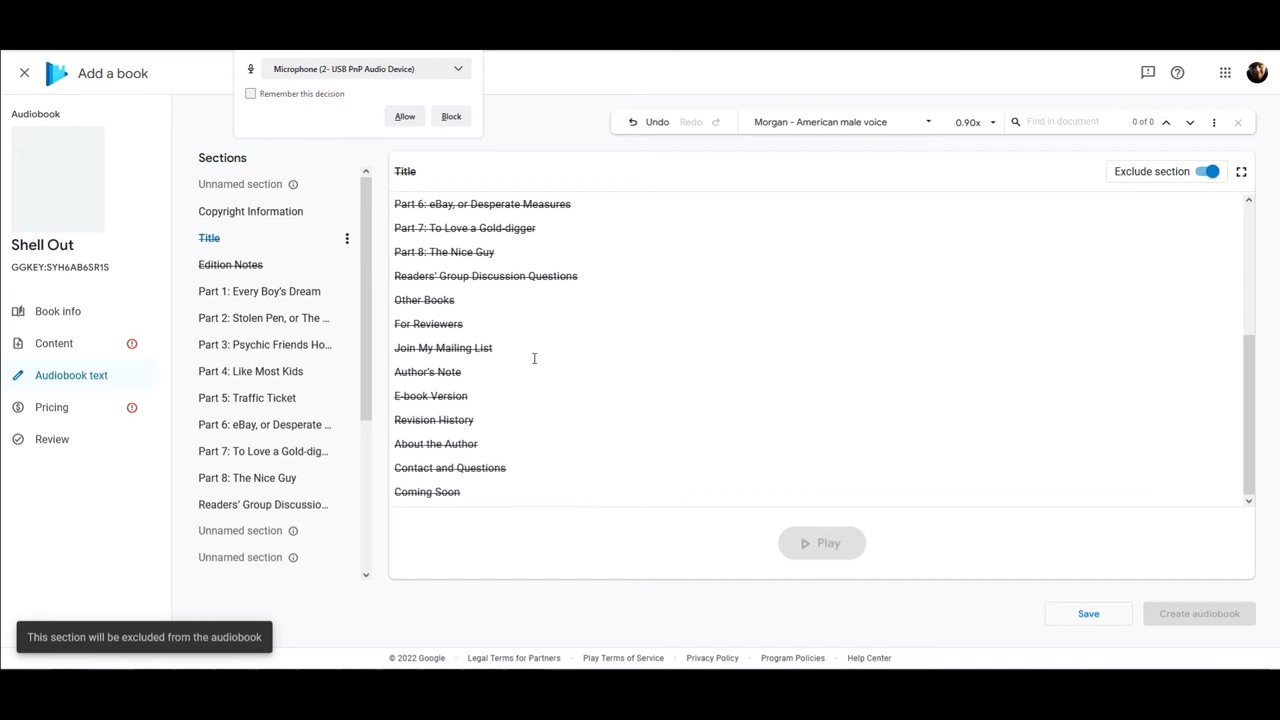 Microphone (2- USB PnP Audio Device)
Remember this decision
Allow
Block
Add a book
Audiobook
Shell Out
GGKEY:SYH6AB6SR1S
Book info
Content
Audiobook text
Pricing
Review
Sections
Unnamed section
Copyright Information
Title
Edition Notes
Part 1: Every Boy's Dream
Part 2: Stolen Pen, or The ...
Part 3: Psychic Friends Ho...
Part 4: Like Most Kids
Part 5: Traffic Ticket
Part 6: eBay, or Desperate ...
Part 7: To Love a Gold-dig...
Part 8: The Nice Guy
Readers' Group Discussio...
Unnamed section
Unnamed section
Undo
Redo
Morgan - American male voice
0.90x
Find in document
0 of 0
Title
Exclude section
Part 6: eBay, or Desperate Measures
Part 7: To Love a Gold-digger
Part 8: The Nice Guy
Readers' Group Discussion Questions
Other Books
For Reviewers
Join My Mailing List
Author's Note
E-book Version
Revision History
About the Author
Contact and Questions
Coming Soon
Play
Save
Create audiobook
This section will be excluded from the audiobook
© 2022 Google · Legal Terms for Partners · Play Terms of Service · Privacy Policy · Program Policies · Help Center